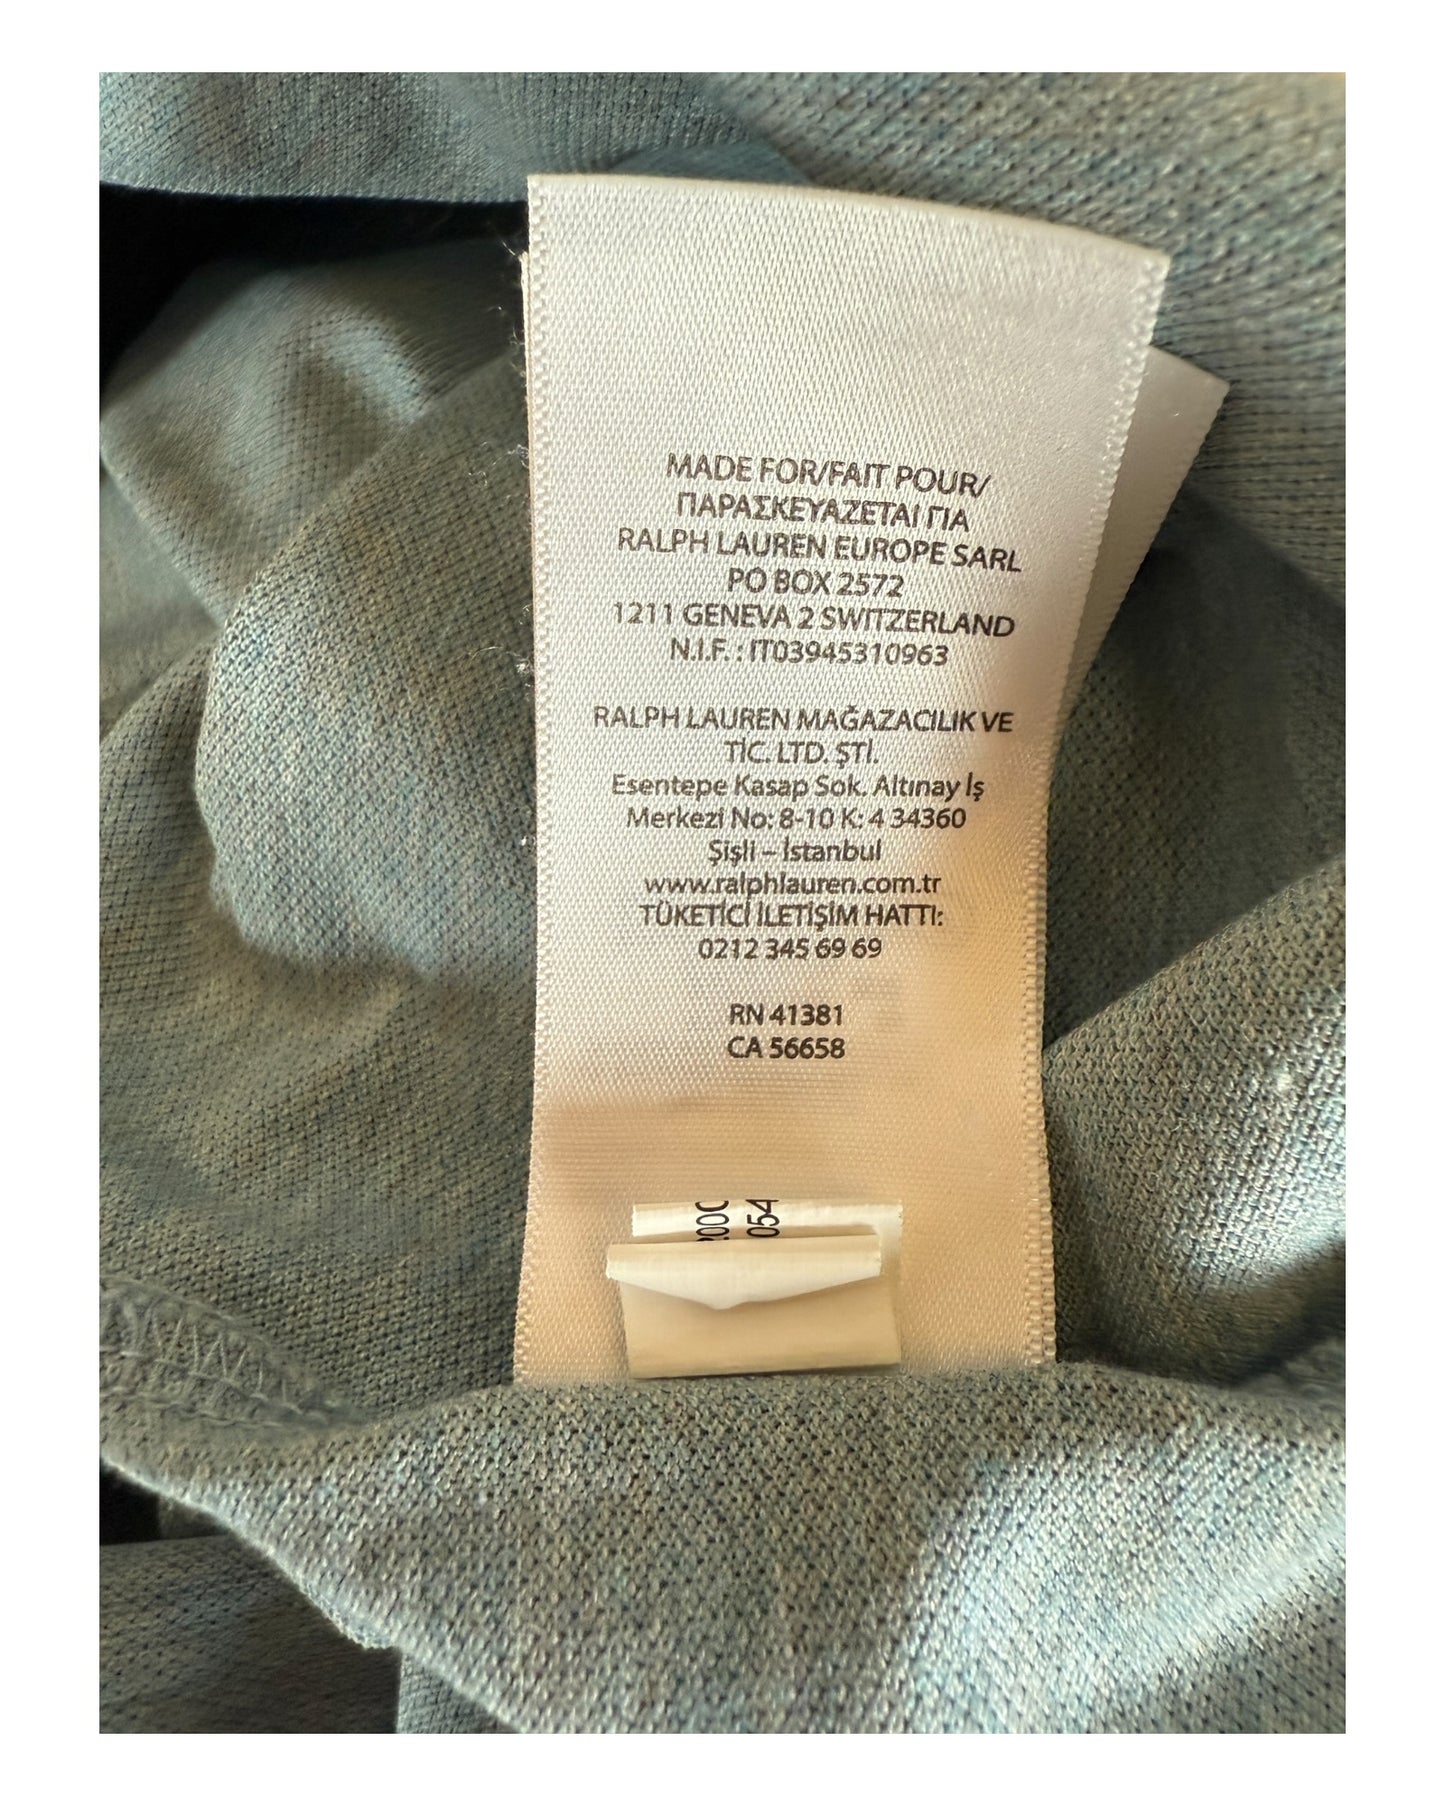 MADE FOR/FAIT POUR/
ΠΑΡΑΣΚΕΥΑΖΕΤΑΙ ΓΙΑ
RALPH LAUREN EUROPE SARL
PO BOX 2572
1211 GENEVA 2 SWITZERLAND
N.I.F. : IT03945310963
RALPH LAUREN MAĞAZACILIK VE
TİC. LTD. ŞTİ.
Esentepe Kasap Sok. Altınay İş
Merkezi No: 8-10 K: 4 34360
Şişli – İstanbul
www.ralphlauren.com.tr
TÜKETİCİ İLETİŞİM HATTI:
0212 345 69 69
RN 41381
CA 56658
054